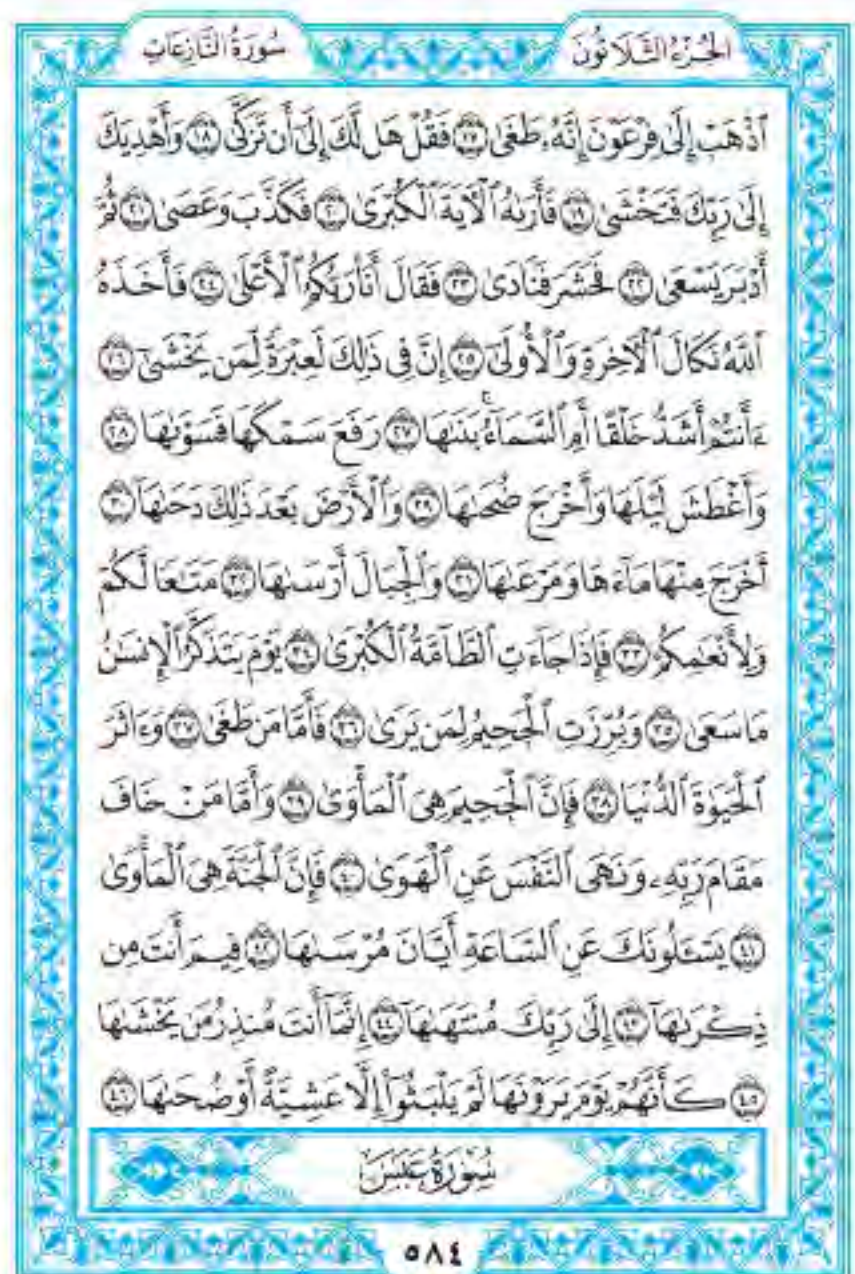 الجُزْءُ الثَّلَاثُونَ سُورَةُ النَّازِعَاتِ
ٱذْهَبْ إِلَىٰ فِرْعَوْنَ إِنَّهُۥ طَغَىٰ ١٧ فَقُلْ هَل لَّكَ إِلَىٰٓ أَن تَزَكَّىٰ ١٨ وَأَهْدِيَكَ
إِلَىٰ رَبِّكَ فَتَخْشَىٰ ١٩ فَأَرَىٰهُ ٱلْـَٔايَةَ ٱلْكُبْرَىٰ ٢٠ فَكَذَّبَ وَعَصَىٰ ٢١ ثُمَّ
أَدْبَرَ يَسْعَىٰ ٢٢ فَحَشَرَ فَنَادَىٰ ٢٣ فَقَالَ أَنَا۠ رَبُّكُمُ ٱلْأَعْلَىٰ ٢٤ فَأَخَذَهُ
ٱللَّهُ نَكَالَ ٱلْـَٔاخِرَةِ وَٱلْأُولَىٰٓ ٢٥ إِنَّ فِى ذَٰلِكَ لَعِبْرَةً لِّمَن يَخْشَىٰٓ ٢٦
ءَأَنتُمْ أَشَدُّ خَلْقًا أَمِ ٱلسَّمَآءُ ۚ بَنَىٰهَا ٢٧ رَفَعَ سَمْكَهَا فَسَوَّىٰهَا ٢٨
وَأَغْطَشَ لَيْلَهَا وَأَخْرَجَ ضُحَىٰهَا ٢٩ وَٱلْأَرْضَ بَعْدَ ذَٰلِكَ دَحَىٰهَآ ٣٠
أَخْرَجَ مِنْهَا مَآءَهَا وَمَرْعَىٰهَا ٣١ وَٱلْجِبَالَ أَرْسَىٰهَا ٣٢ مَتَٰعًا لَّكُمْ
وَلِأَنْعَٰمِكُمْ ٣٣ فَإِذَا جَآءَتِ ٱلطَّآمَّةُ ٱلْكُبْرَىٰ ٣٤ يَوْمَ يَتَذَكَّرُ ٱلْإِنسَٰنُ
مَا سَعَىٰ ٣٥ وَبُرِّزَتِ ٱلْجَحِيمُ لِمَن يَرَىٰ ٣٦ فَأَمَّا مَن طَغَىٰ ٣٧ وَءَاثَرَ
ٱلْحَيَوٰةَ ٱلدُّنْيَا ٣٨ فَإِنَّ ٱلْجَحِيمَ هِىَ ٱلْمَأْوَىٰ ٣٩ وَأَمَّا مَنْ خَافَ
مَقَامَ رَبِّهِۦ وَنَهَى ٱلنَّفْسَ عَنِ ٱلْهَوَىٰ ٤٠ فَإِنَّ ٱلْجَنَّةَ هِىَ ٱلْمَأْوَىٰ
٤١ يَسْـَٔلُونَكَ عَنِ ٱلسَّاعَةِ أَيَّانَ مُرْسَىٰهَا ٤٢ فِيمَ أَنتَ مِن
ذِكْرَىٰهَآ ٤٣ إِلَىٰ رَبِّكَ مُنتَهَىٰهَآ ٤٤ إِنَّمَآ أَنتَ مُنذِرُ مَن يَخْشَىٰهَا
٤٥ كَأَنَّهُمْ يَوْمَ يَرَوْنَهَا لَمْ يَلْبَثُوٓا۟ إِلَّا عَشِيَّةً أَوْ ضُحَىٰهَا ٤٦
سُورَةُ عَبَسَ
٥٨٤